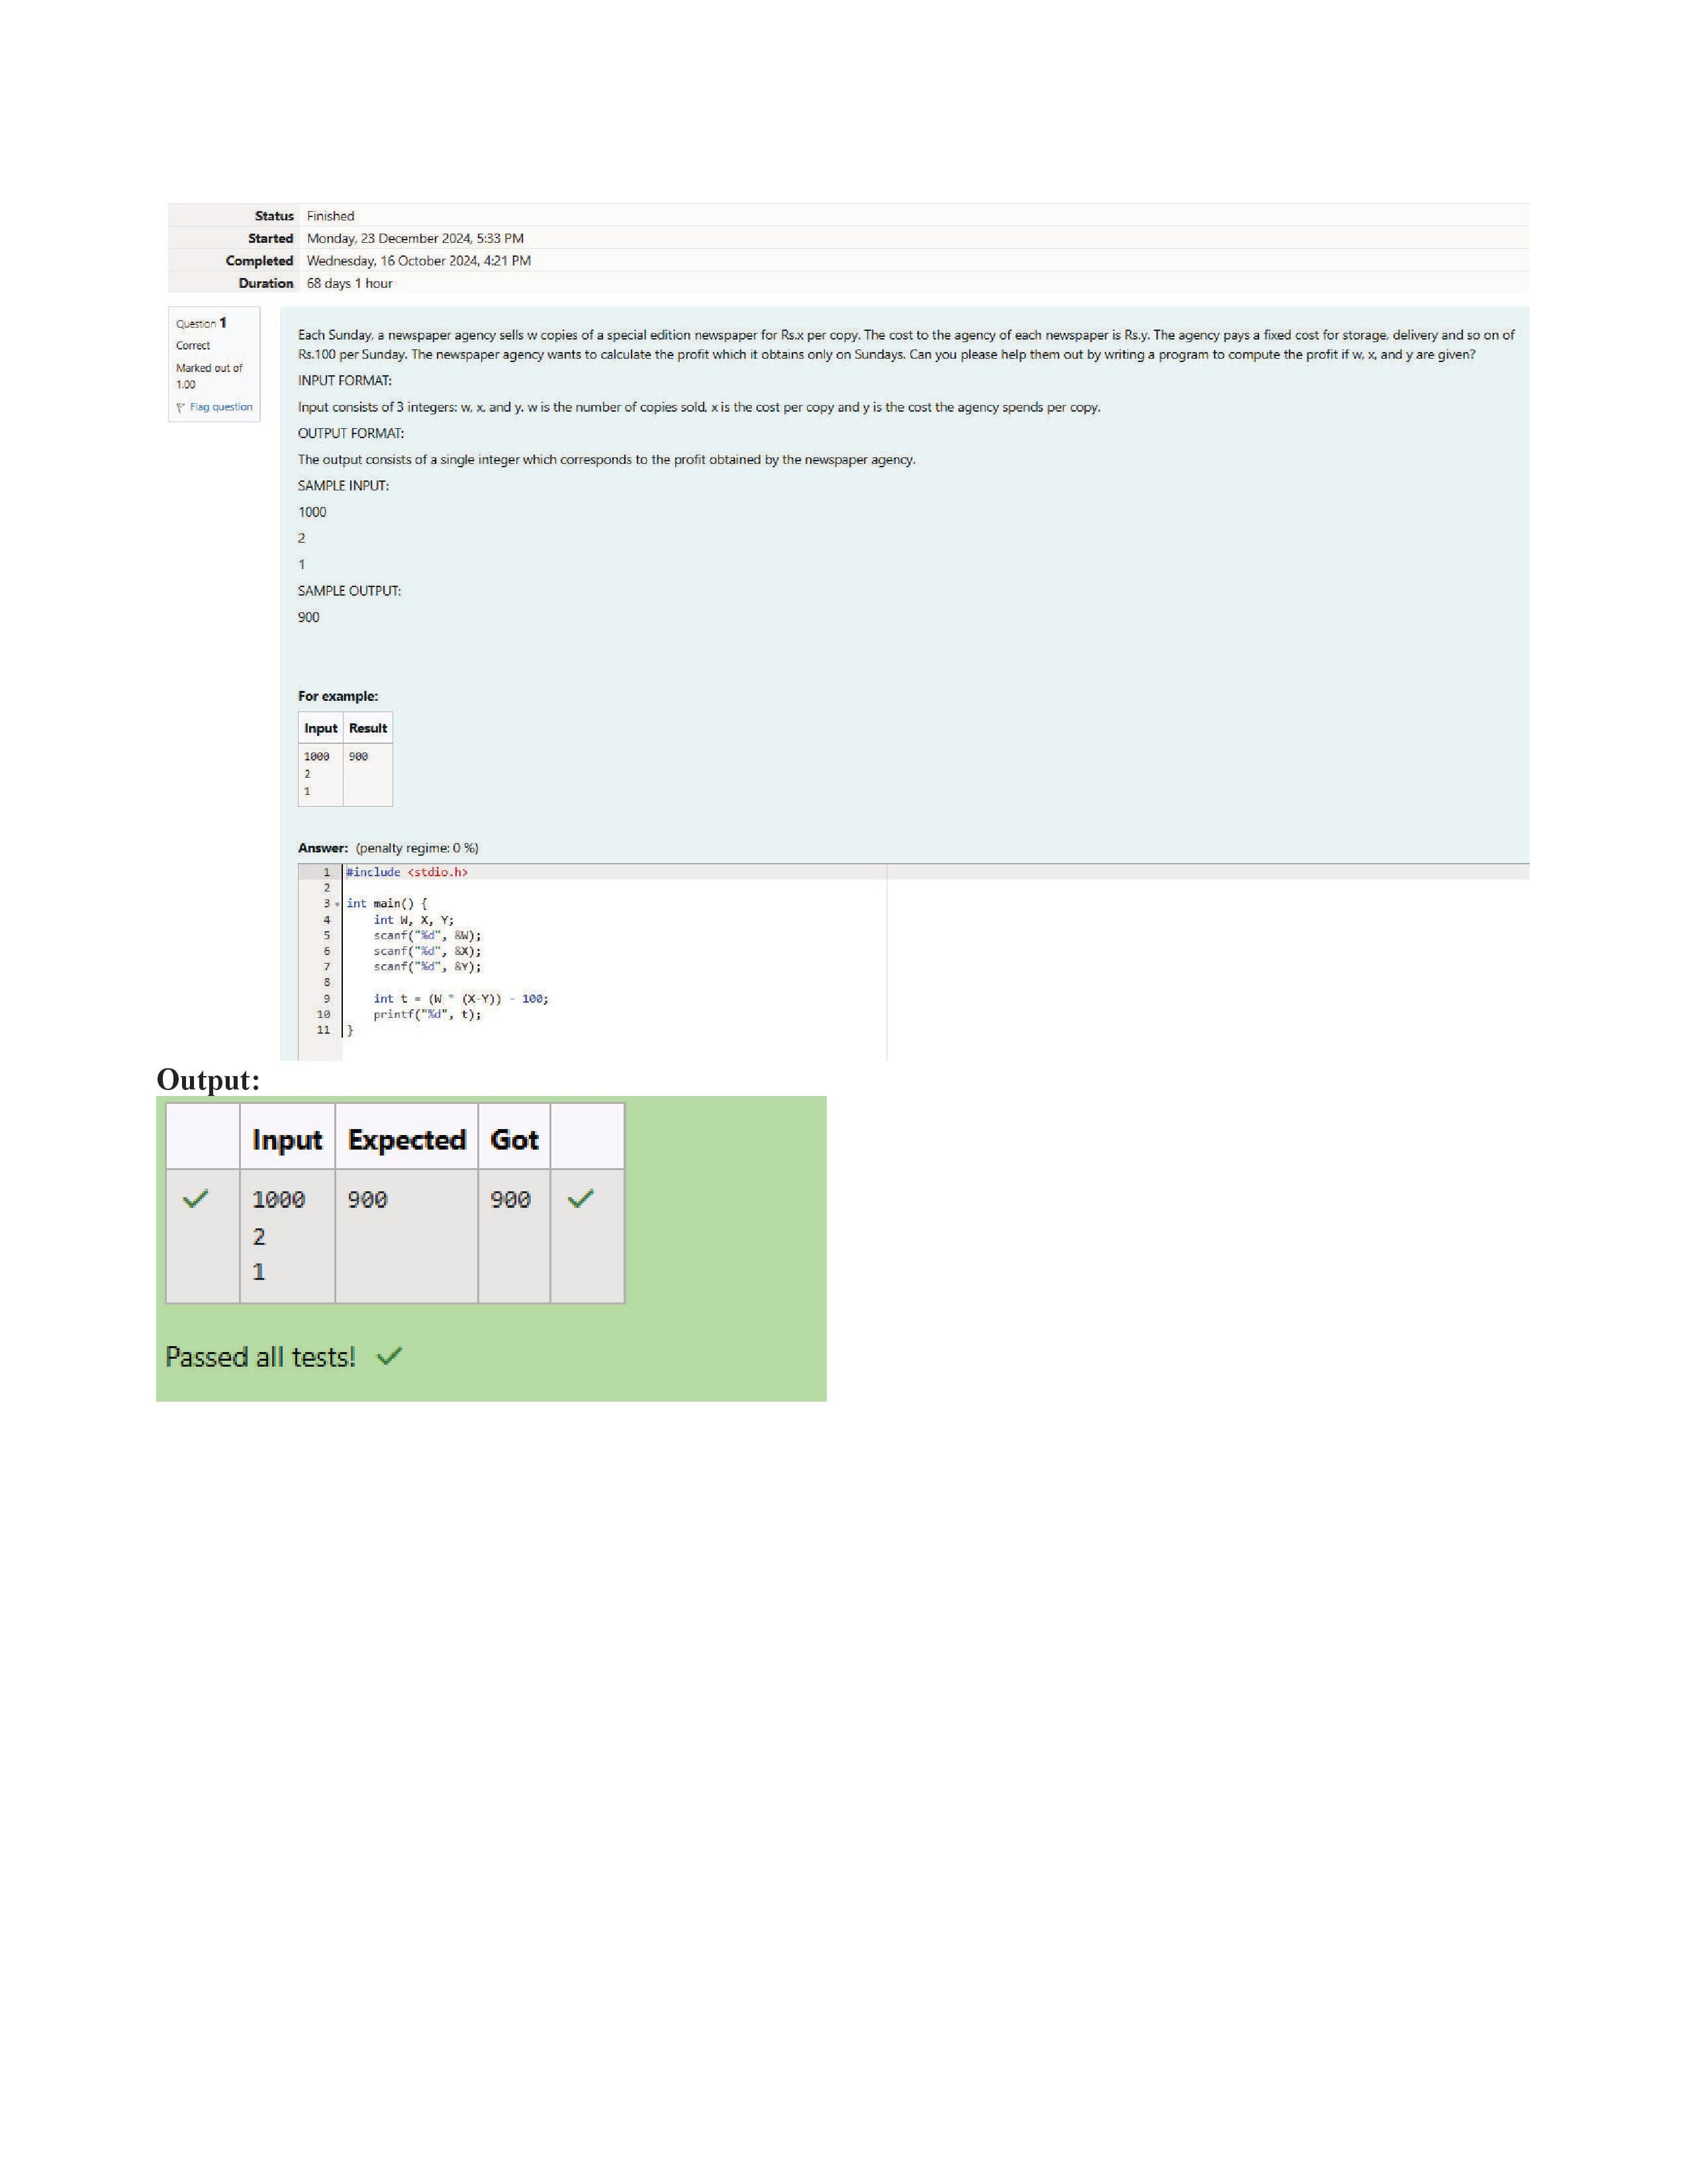 Status Finished
Started Monday, 23 December 2024, 5:33 PM
Completed Wednesday, 16 October 2024, 4:21 PM
Duration 68 days 1 hour
Question 1
Correct
Marked out of
1.00
Flag question
Each Sunday, a newspaper agency sells w copies of a special edition newspaper for Rs.x per copy. The cost to the agency of each newspaper is Rs.y. The agency pays a fixed cost for storage, delivery and so on of
Rs.100 per Sunday. The newspaper agency wants to calculate the profit which it obtains only on Sundays. Can you please help them out by writing a program to compute the profit if w, x, and y are given?
INPUT FORMAT:
Input consists of 3 integers: w, x, and y. w is the number of copies sold, x is the cost per copy and y is the cost the agency spends per copy.
OUTPUT FORMAT:
The output consists of a single integer which corresponds to the profit obtained by the newspaper agency.
SAMPLE INPUT:
1000
2
1
SAMPLE OUTPUT:
900
For example:
Input Result
1000 900
2
1
Answer: (penalty regime: 0 %)
1 #include <stdio.h>
2
3 int main() {
4 int W, X, Y;
5 scanf("%d", &W);
6 scanf("%d", &X);
7 scanf("%d", &Y);
8
9 int t = (W * (X-Y)) - 100;
10 printf("%d", t);
11 }
Output:
Input Expected Got
1000 900 900
2
1
Passed all tests!